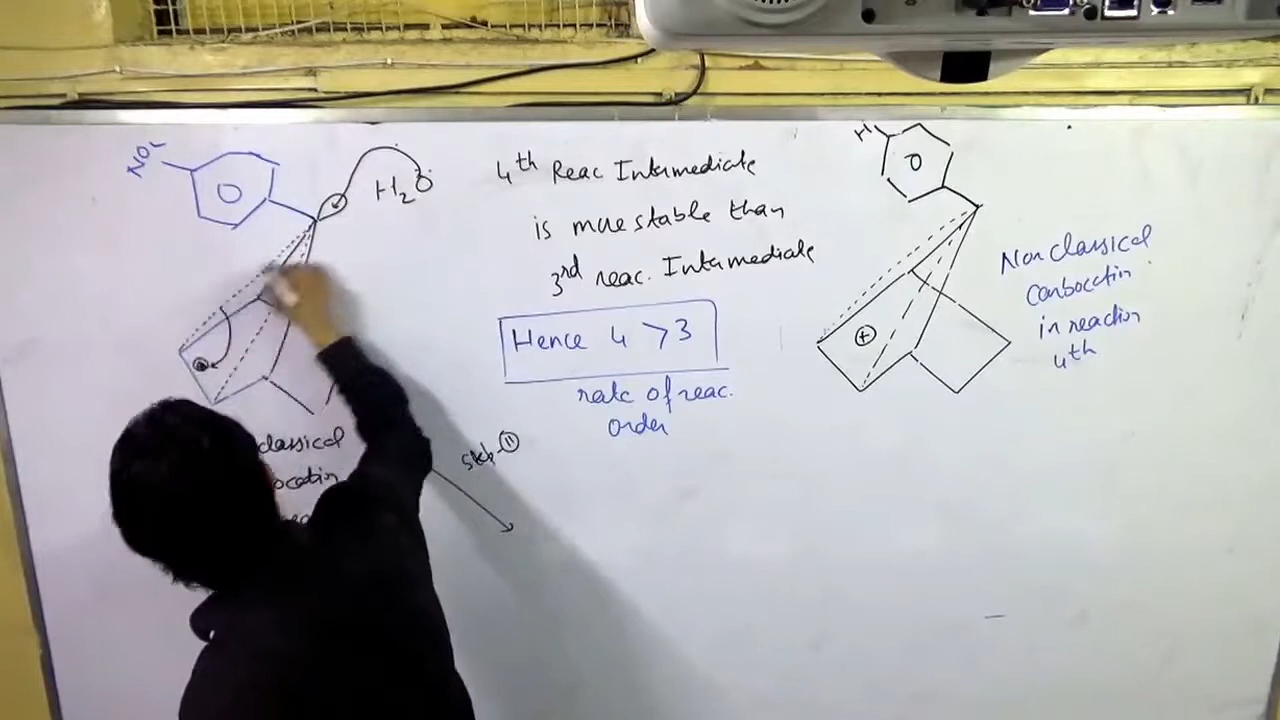 NO2
H2O
4th Reac Intermediate
is more stable than
3rd reac. Intermediate
Hence 4 > 3
rate of reac.
order
classical
step - II
H
Non classical
carbocation
in reaction
4th
+